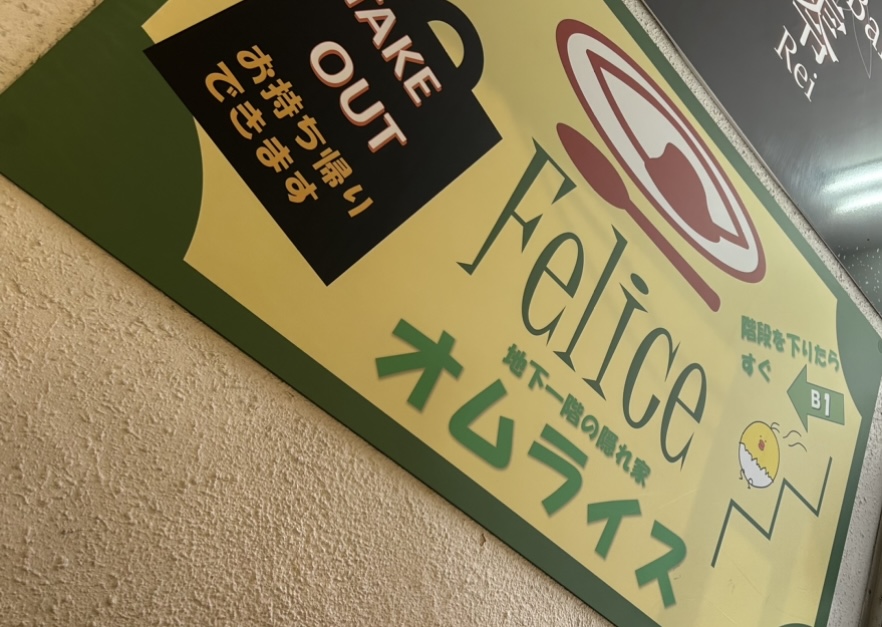 TAKE
OUT
お持ち帰り
できます
Felice
地下一階の隠れ家
オムライス
階段を下りたら
すぐ
B1
Rei